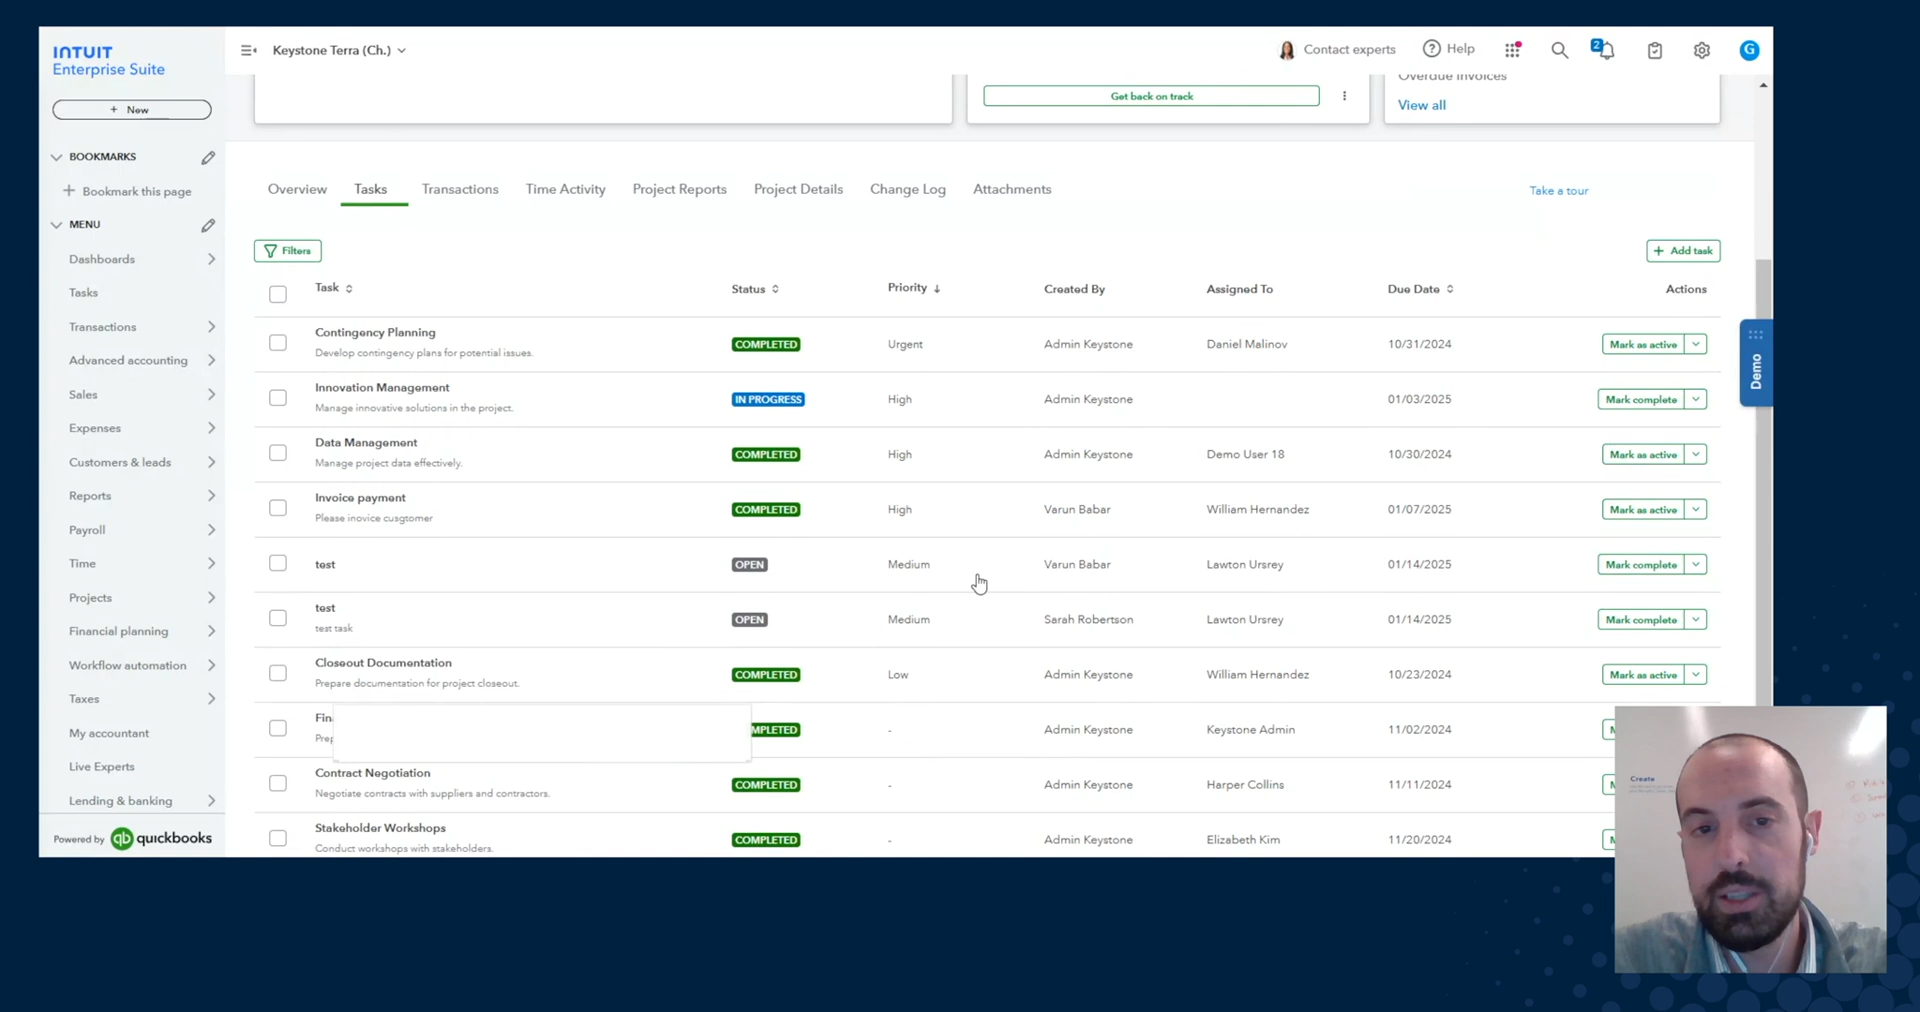 INTUIT
Enterprise Suite
Keystone Terra (Ch.)
Contact experts
Help
2
G
+ New
BOOKMARKS
Bookmark this page
MENU
Dashboards
Tasks
Transactions
Advanced accounting
Sales
Expenses
Customers & leads
Reports
Payroll
Time
Projects
Financial planning
Workflow automation
Taxes
My accountant
Live Experts
Lending & banking
Powered by qb quickbooks
Get back on track
Overdue invoices
View all
Overview Tasks Transactions Time Activity Project Reports Project Details Change Log Attachments Take a tour
Filters
+ Add task
Task Status Priority Created By Assigned To Due Date Actions
Contingency Planning
Develop contingency plans for potential issues.
COMPLETED Urgent Admin Keystone Daniel Malinov 10/31/2024 Mark as active
Innovation Management
Manage innovative solutions in the project.
IN PROGRESS High Admin Keystone 01/03/2025 Mark complete
Data Management
Manage project data effectively.
COMPLETED High Admin Keystone Demo User 18 10/30/2024 Mark as active
Invoice payment
Please inovice cusgtomer
COMPLETED High Varun Babar William Hernandez 01/07/2025 Mark as active
test OPEN Medium Varun Babar Lawton Ursrey 01/14/2025 Mark complete
test
test task
OPEN Medium Sarah Robertson Lawton Ursrey 01/14/2025 Mark complete
Closeout Documentation
Prepare documentation for project closeout.
COMPLETED Low Admin Keystone William Hernandez 10/23/2024 Mark as active
Fin
Prep
MPLETED - Admin Keystone Keystone Admin 11/02/2024 M
Contract Negotiation
Negotiate contracts with suppliers and contractors.
COMPLETED - Admin Keystone Harper Collins 11/11/2024 M
Stakeholder Workshops
Conduct workshops with stakeholders.
COMPLETED - Admin Keystone Elizabeth Kim 11/20/2024 M
Demo
Create